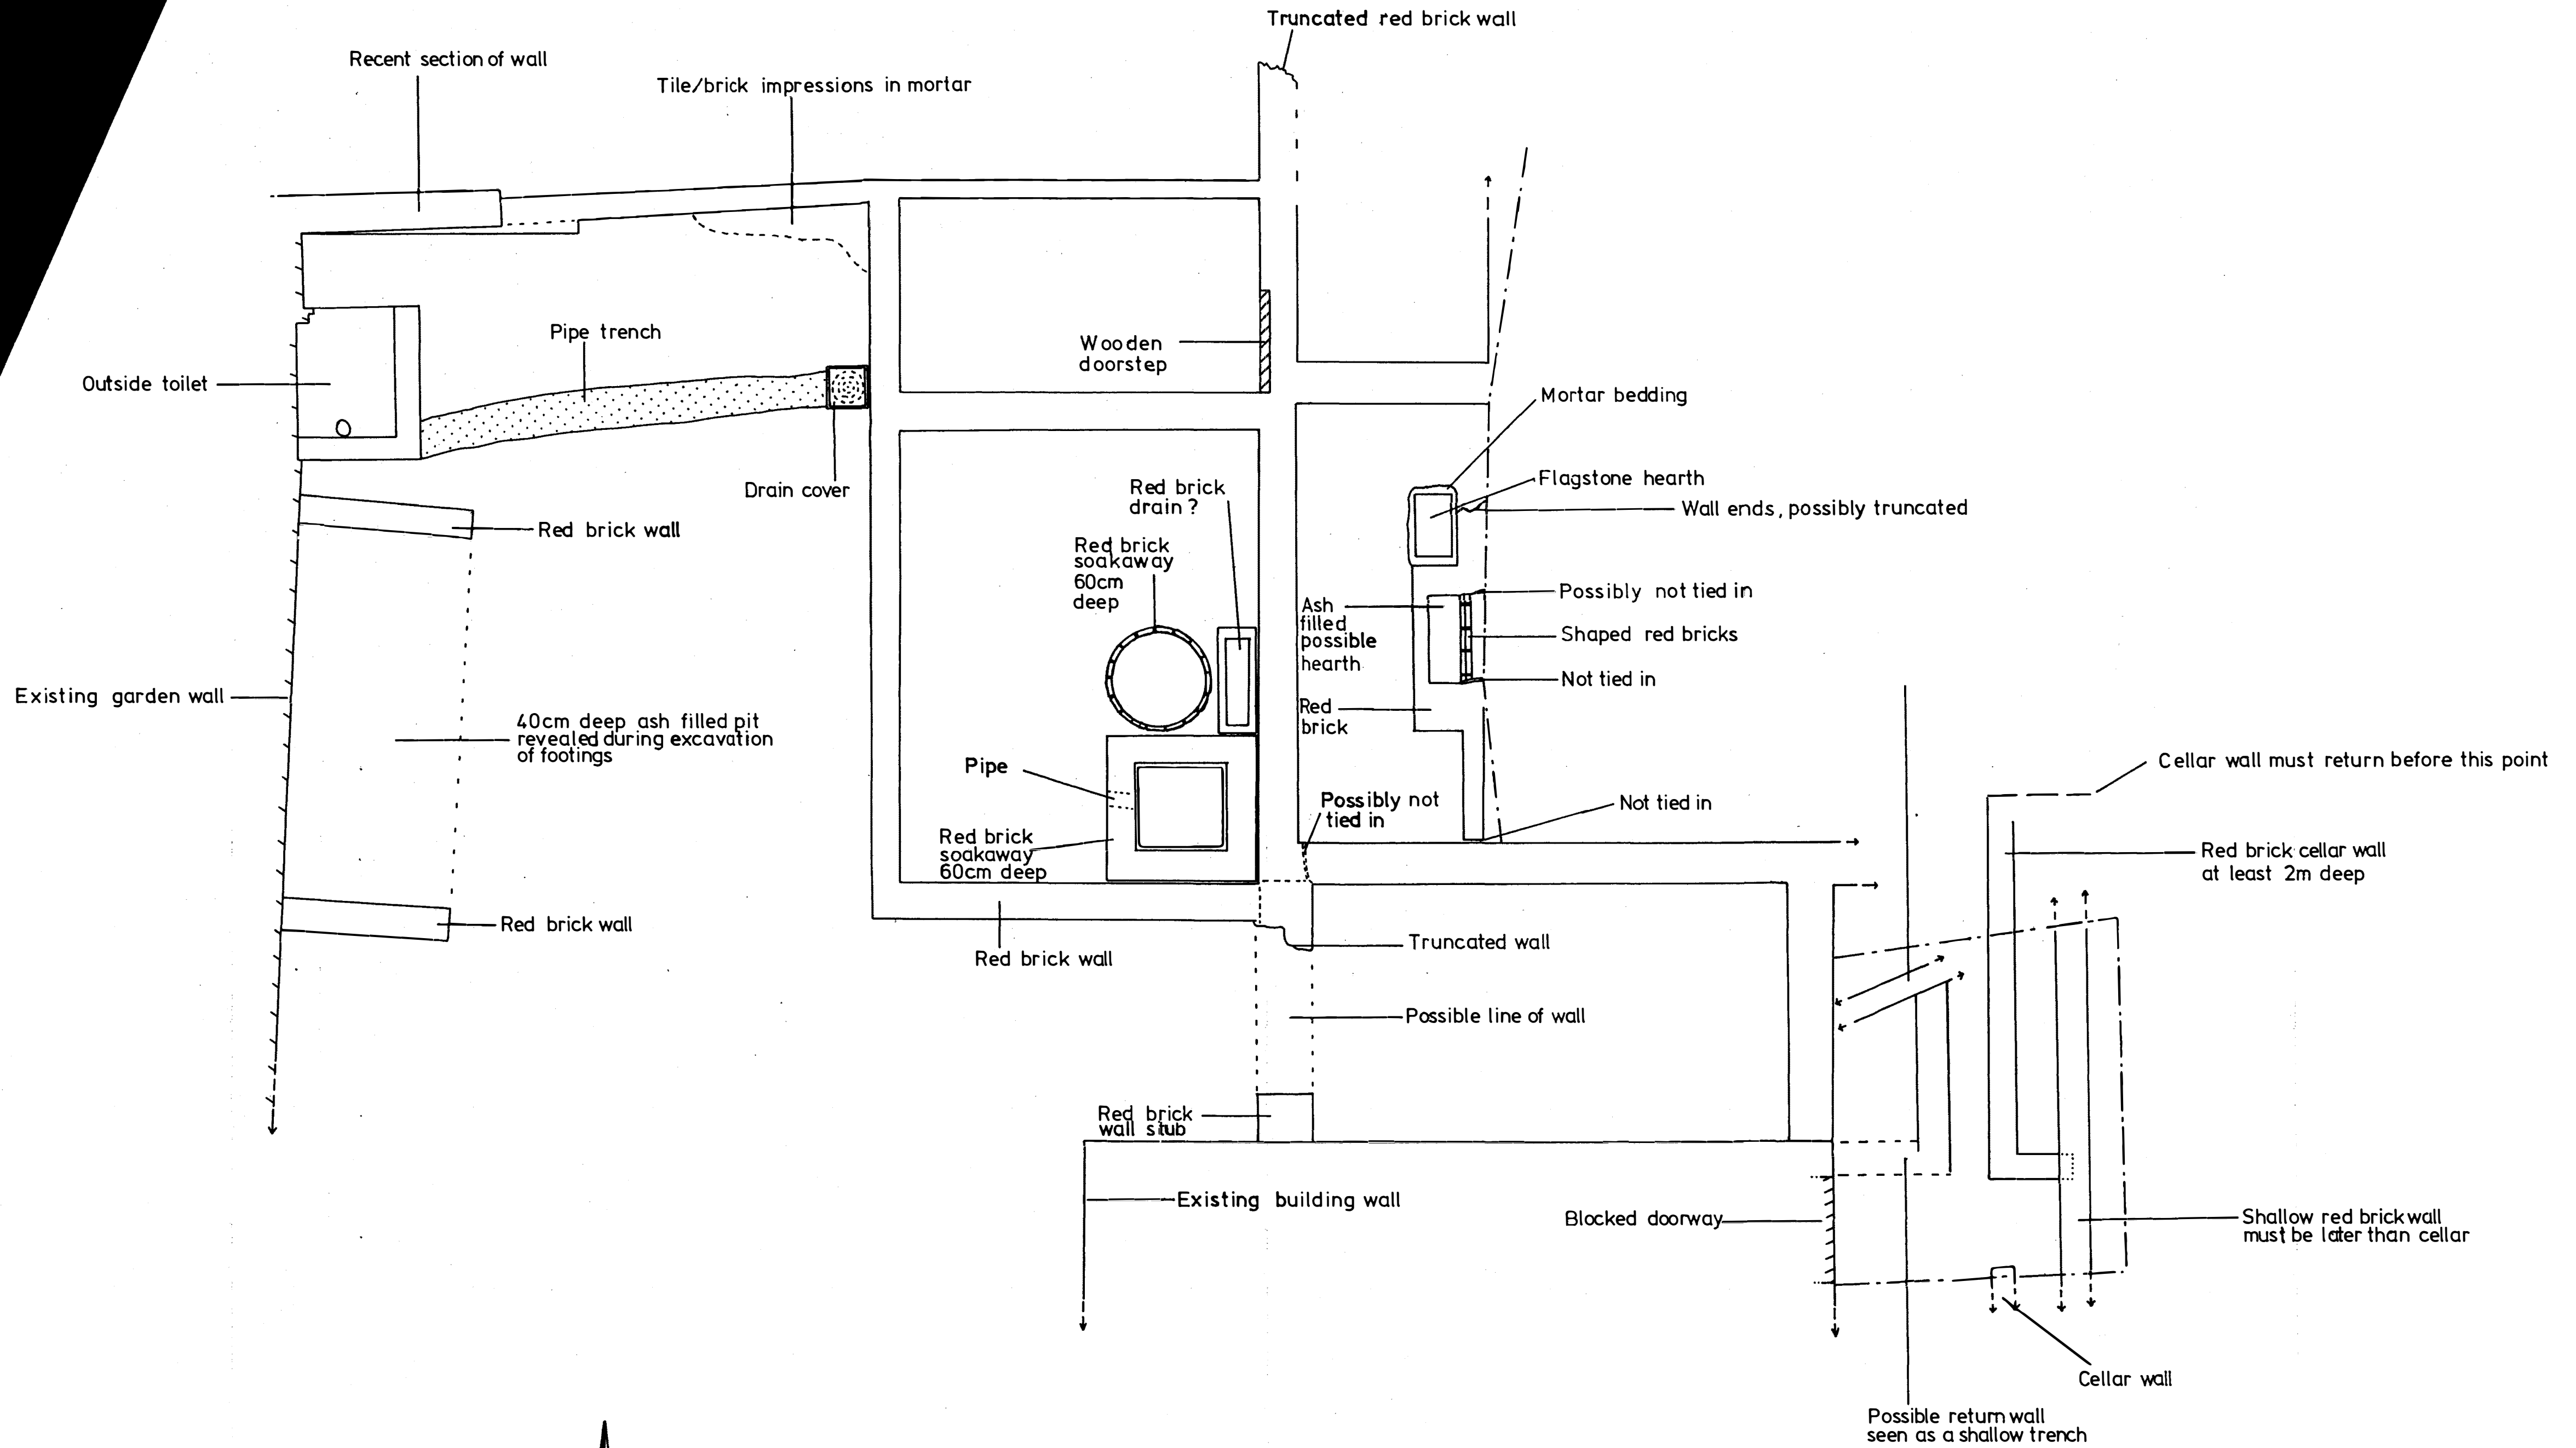 Truncated red brick wall
Recent section of wall
Tile/brick impressions in mortar
Pipe trench
Wooden
doorstep
Outside toilet
Mortar bedding
Drain cover
Red brick
drain?
Flagstone hearth
Wall ends, possibly truncated
Red brick wall
Red brick
soakaway
60cm
deep
Possibly not tied in
Ash
filled
possible
hearth
Shaped red bricks
Not tied in
Existing garden wall
40cm deep ash filled pit
revealed during excavation
of footings
Red
brick
Pipe
Cellar wall must return before this point
Possibly not
tied in
Not tied in
Red brick
soakaway
60cm deep
Red brick cellar wall
at least 2m deep
Red brick wall
Red brick wall
Truncated wall
Possible line of wall
Red brick
wall stub
Existing building wall
Blocked doorway
Shallow red brick wall
must be later than cellar
Cellar wall
Possible return wall
seen as a shallow trench